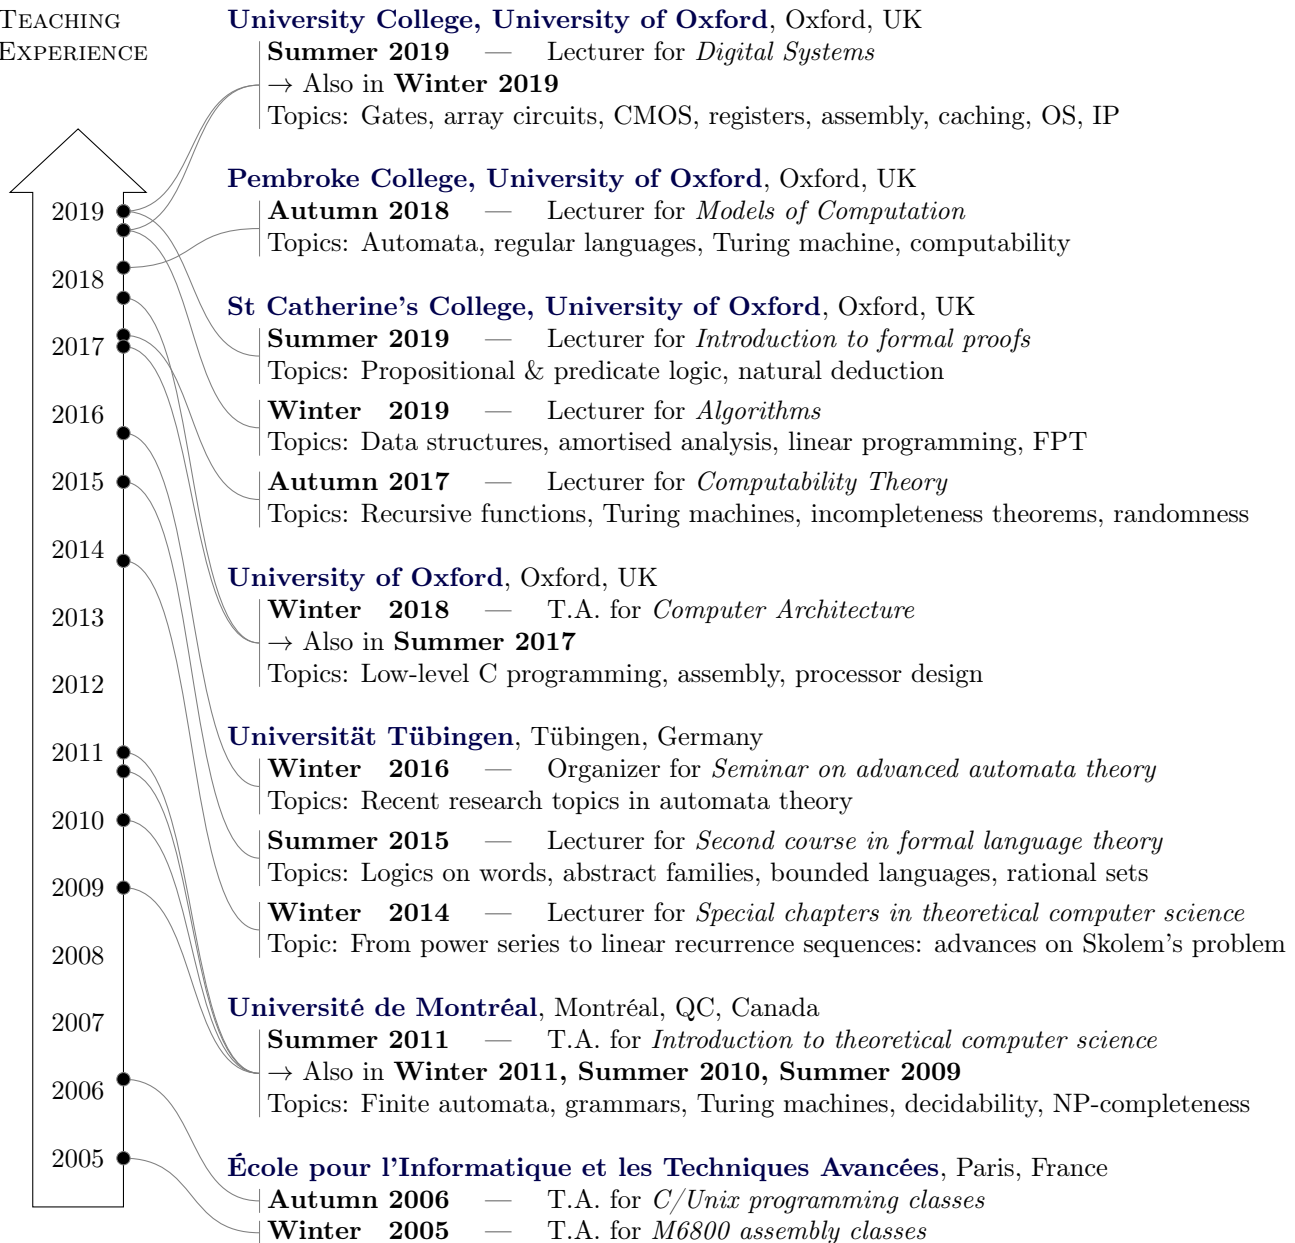 TEACHING
EXPERIENCE
University College, University of Oxford, Oxford, UK
Summer 2019 — Lecturer for Digital Systems
→ Also in Winter 2019
Topics: Gates, array circuits, CMOS, registers, assembly, caching, OS, IP
Pembroke College, University of Oxford, Oxford, UK
Autumn 2018 — Lecturer for Models of Computation
Topics: Automata, regular languages, Turing machine, computability
St Catherine's College, University of Oxford, Oxford, UK
Summer 2019 — Lecturer for Introduction to formal proofs
Topics: Propositional & predicate logic, natural deduction
Winter 2019 — Lecturer for Algorithms
Topics: Data structures, amortised analysis, linear programming, FPT
Autumn 2017 — Lecturer for Computability Theory
Topics: Recursive functions, Turing machines, incompleteness theorems, randomness
University of Oxford, Oxford, UK
Winter 2018 — T.A. for Computer Architecture
→ Also in Summer 2017
Topics: Low-level C programming, assembly, processor design
Universität Tübingen, Tübingen, Germany
Winter 2016 — Organizer for Seminar on advanced automata theory
Topics: Recent research topics in automata theory
Summer 2015 — Lecturer for Second course in formal language theory
Topics: Logics on words, abstract families, bounded languages, rational sets
Winter 2014 — Lecturer for Special chapters in theoretical computer science
Topic: From power series to linear recurrence sequences: advances on Skolem's problem
Université de Montréal, Montréal, QC, Canada
Summer 2011 — T.A. for Introduction to theoretical computer science
→ Also in Winter 2011, Summer 2010, Summer 2009
Topics: Finite automata, grammars, Turing machines, decidability, NP-completeness
École pour l'Informatique et les Techniques Avancées, Paris, France
Autumn 2006 — T.A. for C/Unix programming classes
Winter 2005 — T.A. for M6800 assembly classes
2019
2018
2017
2016
2015
2014
2013
2012
2011
2010
2009
2008
2007
2006
2005